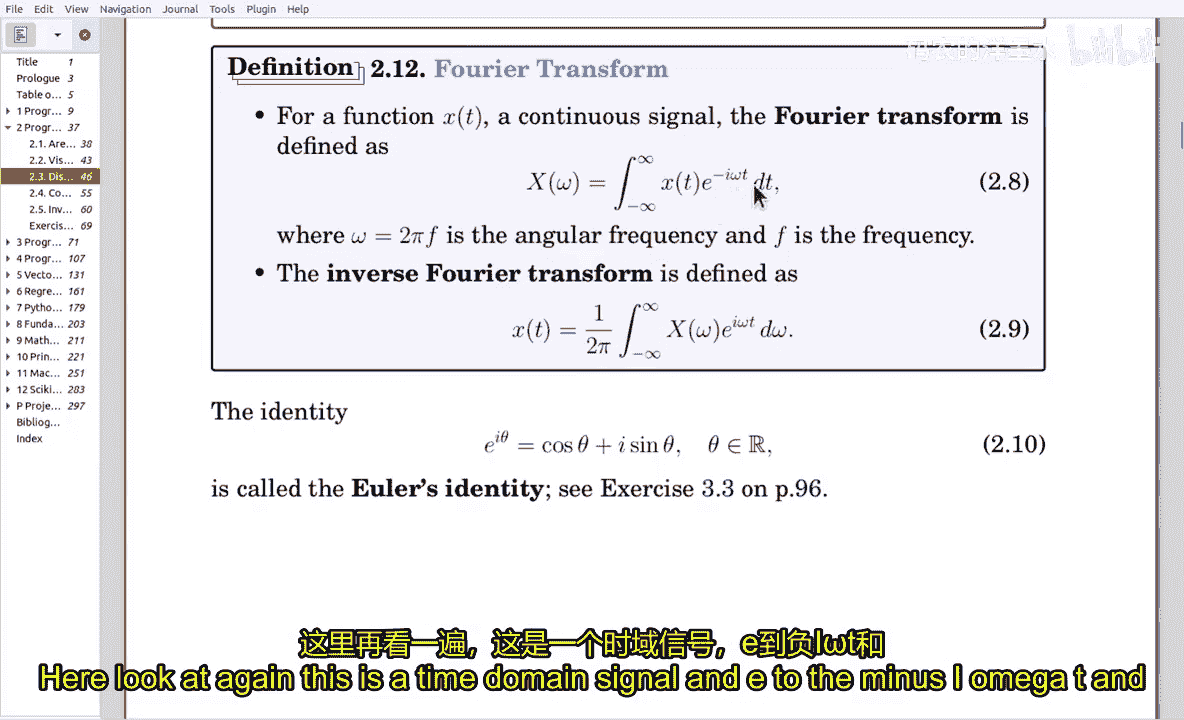 File Edit View Navigation Journal Tools Plugin Help
Title 1
Prologue 3
Table o... 5
1 Progr... 9
2 Progr... 37
2.1. Are... 38
2.2. Vis... 43
2.3. Dis... 46
2.4. Co... 55
2.5. Inv... 60
Exercis... 69
3 Progr... 71
4 Progr... 107
5 Vecto... 131
6 Regre... 161
7 Pytho... 179
8 Funda... 203
9 Math... 211
10 Prin... 221
11 Mac... 251
12 Sciki... 283
P Proje... 297
Bibliog...
Index
Definition 2.12. Fourier Transform
• For a function x(t), a continuous signal, the Fourier transform is
defined as
X(ω) = ∫_{−∞}^{∞} x(t)e^{−iωt} dt, (2.8)
where ω = 2πf is the angular frequency and f is the frequency.
• The inverse Fourier transform is defined as
x(t) = 1/2π ∫_{−∞}^{∞} X(ω)e^{iωt} dω. (2.9)
The identity
e^{iθ} = cos θ + i sin θ, θ ∈ ℝ, (2.10)
is called the Euler's identity; see Exercise 3.3 on p.96.
这里再看一遍，这是一个时域信号，e到负Iωt和
Here look at again this is a time domain signal and e to the minus I omega t and